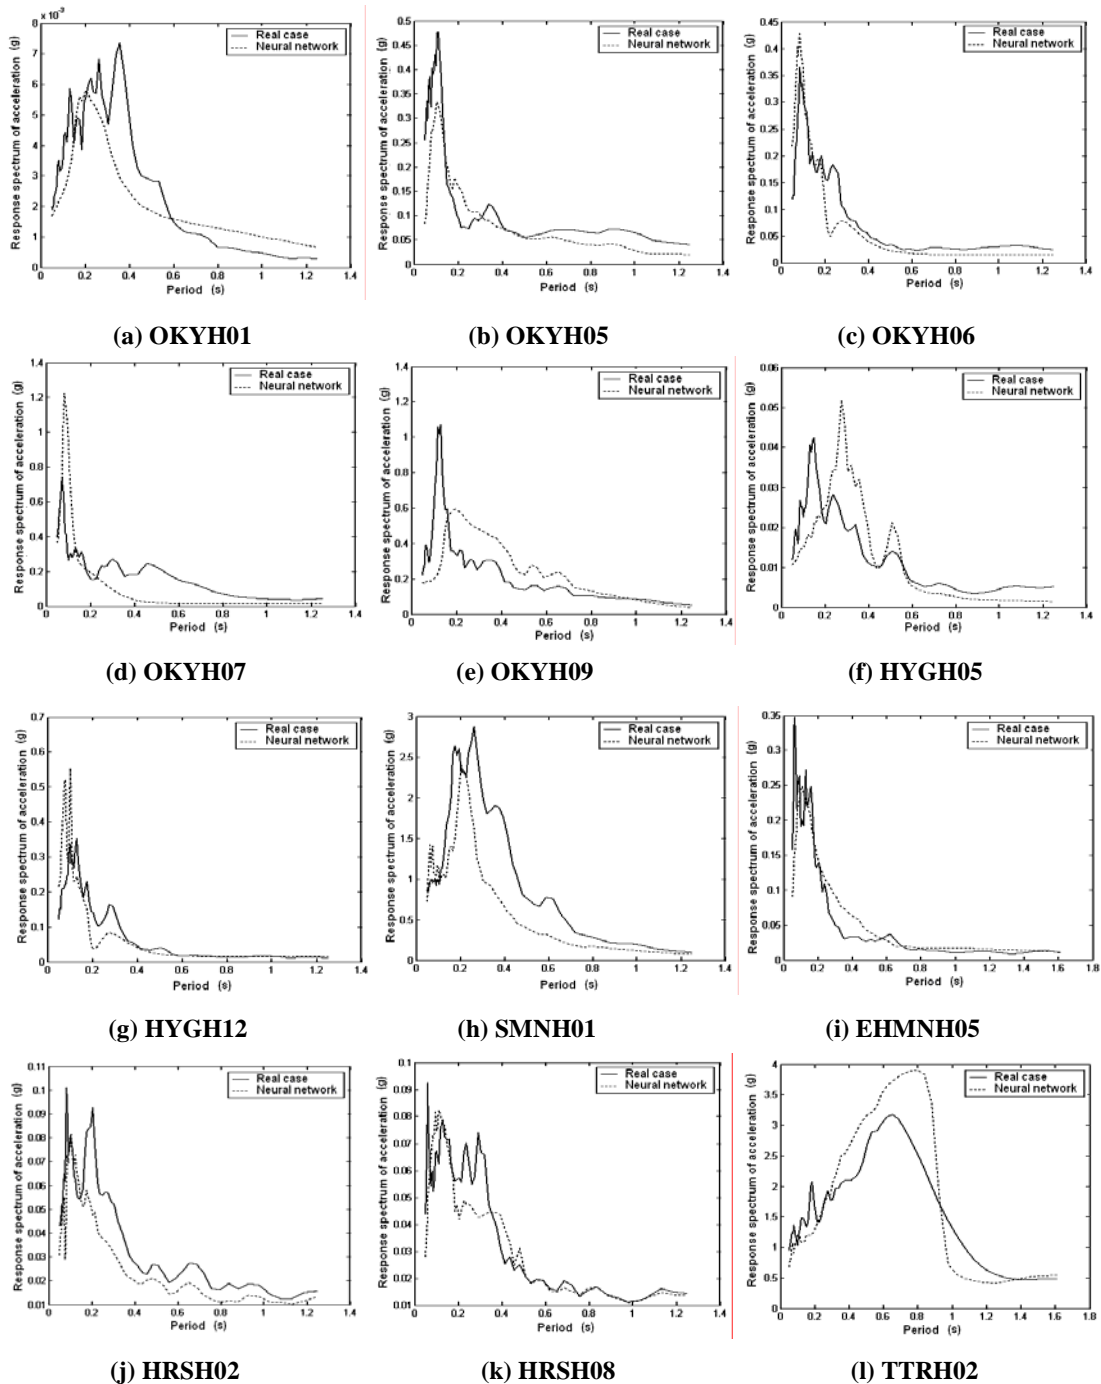 x 10⁻³
Response spectrum of acceleration (g)
8
7
6
5
4
3
2
1
0
0 0.2 0.4 0.6 0.8 1 1.2 1.4
Period (s)
Real case
Neural network
(a) OKYH01
Response spectrum of acceleration (g)
0.5
0.45
0.4
0.35
0.3
0.25
0.2
0.15
0.1
0.05
0
0 0.2 0.4 0.6 0.8 1 1.2 1.4
Period (s)
Real case
Neural network
(b) OKYH05
Response spectrum of acceleration (g)
0.45
0.4
0.35
0.3
0.25
0.2
0.15
0.1
0.05
0
0 0.2 0.4 0.6 0.8 1 1.2 1.4
Period (s)
Real case
Neural network
(c) OKYH06
Response spectrum of acceleration (g)
1.4
1.2
1
0.8
0.6
0.4
0.2
0
0 0.2 0.4 0.6 0.8 1 1.2 1.4
Period (s)
Real case
Neural network
(d) OKYH07
Response spectrum of acceleration (g)
1.4
1.2
1
0.8
0.6
0.4
0.2
0
0 0.2 0.4 0.6 0.8 1 1.2 1.4
Period (s)
Real case
Neural network
(e) OKYH09
Response spectrum of acceleration (g)
0.06
0.05
0.04
0.03
0.02
0.01
0
0 0.2 0.4 0.6 0.8 1 1.2 1.4
Period (s)
Real case
Neural network
(f) HYGH05
Response spectrum of acceleration (g)
0.7
0.6
0.5
0.4
0.3
0.2
0.1
0
0 0.2 0.4 0.6 0.8 1 1.2 1.4
Period (s)
Real case
Neural network
(g) HYGH12
Response spectrum of acceleration (g)
3
2.5
2
1.5
1
0.5
0
0 0.2 0.4 0.6 0.8 1 1.2 1.4
Period (s)
Real case
Neural network
(h) SMNH01
Response spectrum of acceleration (g)
0.35
0.3
0.25
0.2
0.15
0.1
0.05
0
0 0.2 0.4 0.6 0.8 1 1.2 1.4 1.6 1.8
Period (s)
Real case
Neural network
(i) EHMNH05
Response spectrum of acceleration (g)
0.11
0.1
0.09
0.08
0.07
0.06
0.05
0.04
0.03
0.02
0.01
0 0.2 0.4 0.6 0.8 1 1.2 1.4
Period (s)
Real case
Neural network
(j) HRSH02
Response spectrum of acceleration (g)
0.1
0.09
0.08
0.07
0.06
0.05
0.04
0.03
0.02
0.01
0 0.2 0.4 0.6 0.8 1 1.2 1.4
Period (s)
Real case
Neural network
(k) HRSH08
Response spectrum of acceleration (g)
4
3.5
3
2.5
2
1.5
1
0.5
0
0 0.2 0.4 0.6 0.8 1 1.2 1.4 1.6 1.8
Period (s)
Real case
Neural network
(l) TTRH02